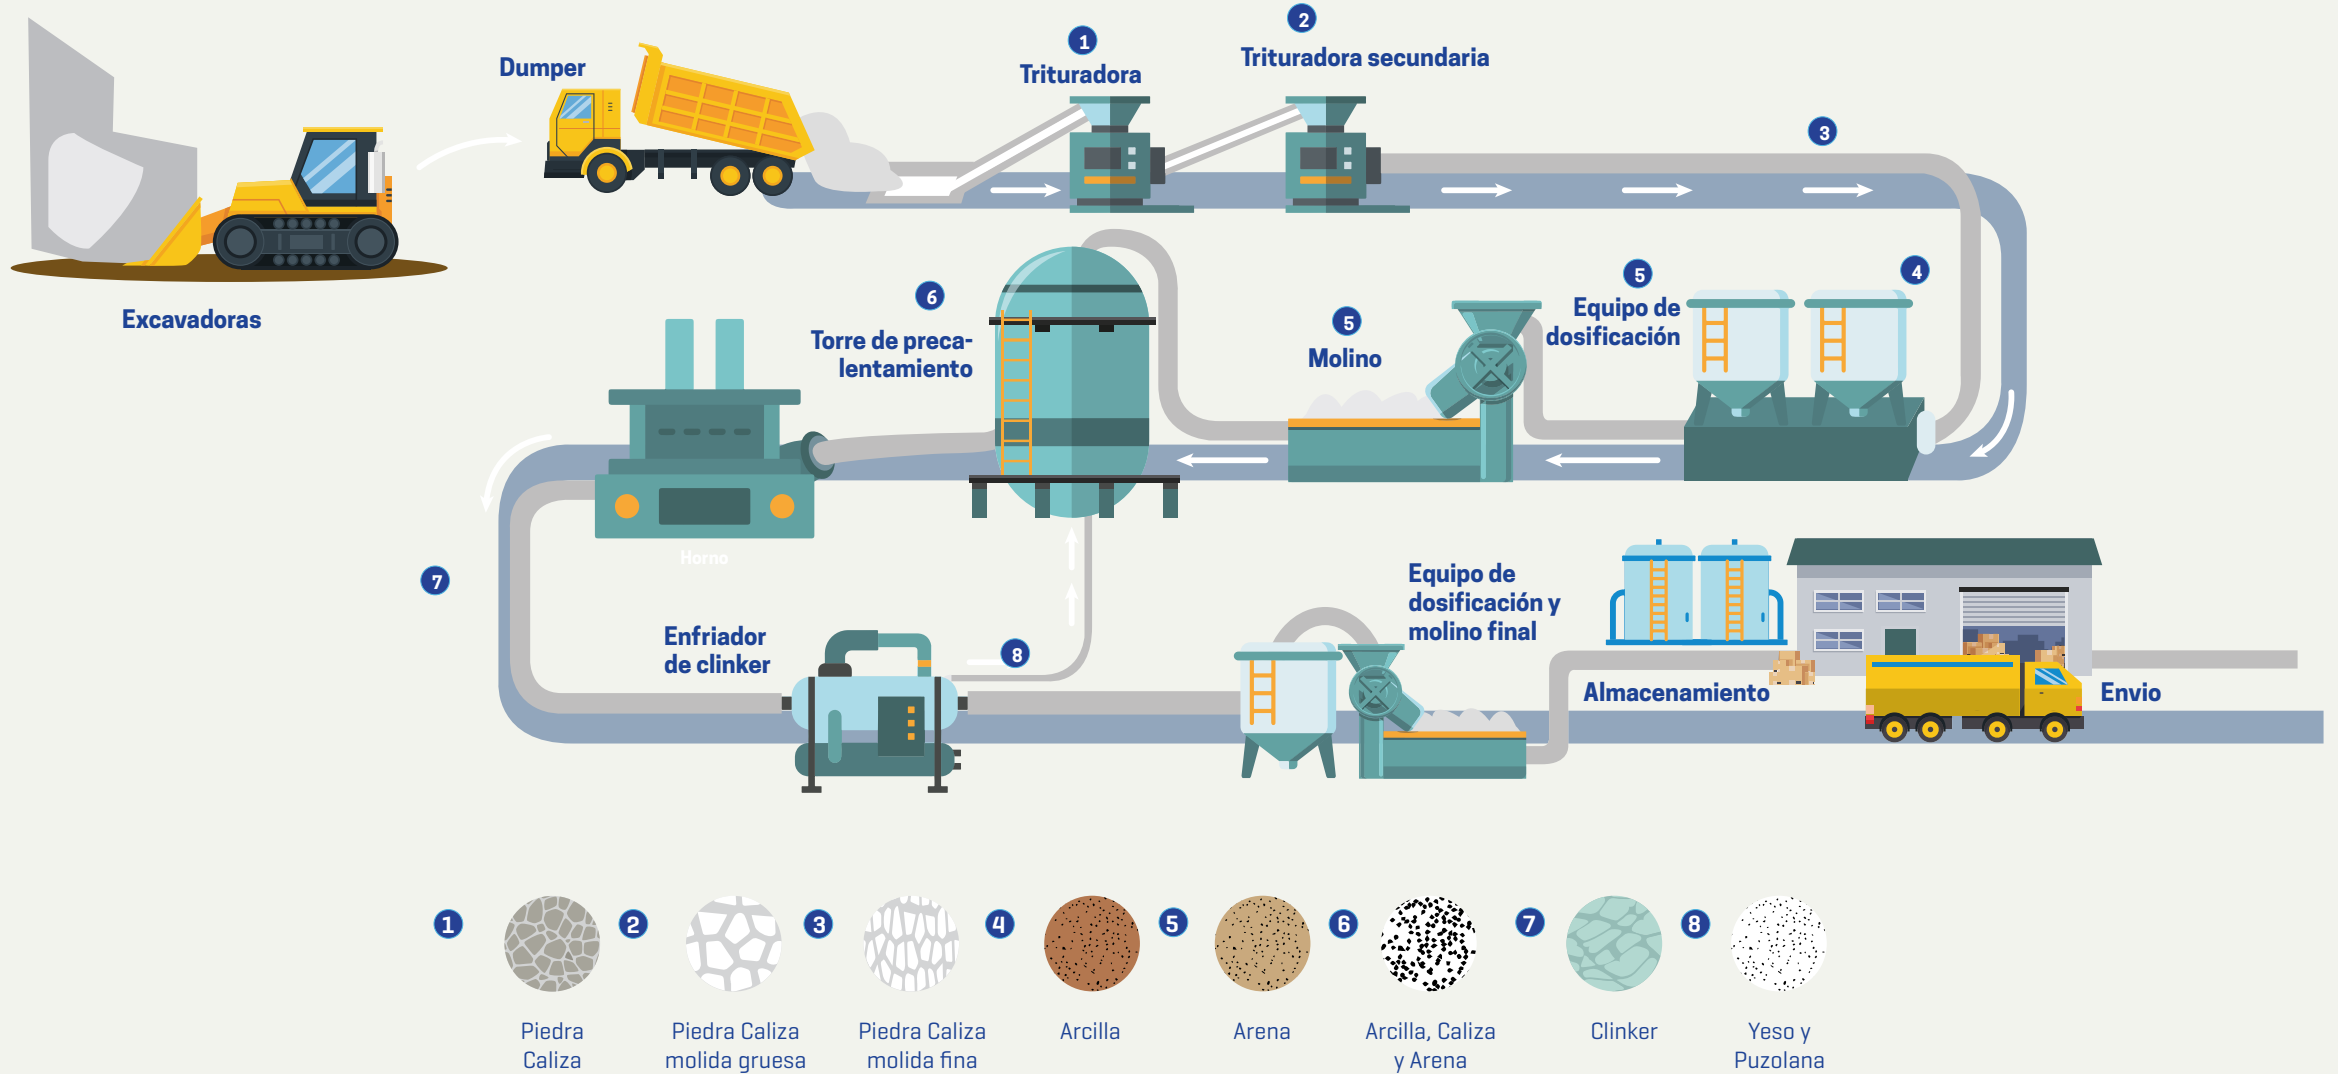 2
1
Dumper
Trituradora
Trituradora secundaria
3
Excavadoras
6
Torre de preca-
lentamiento
5
Molino
5
Equipo de
dosificación
4
Horno
7
Enfriador
de clinker
8
Equipo de
dosificación y
molino final
Almacenamiento
Envio
1
Piedra
Caliza
2
Piedra Caliza
molida gruesa
3
Piedra Caliza
molida fina
4
Arcilla
5
Arena
6
Arcilla, Caliza
y Arena
7
Clinker
8
Yeso y
Puzolana